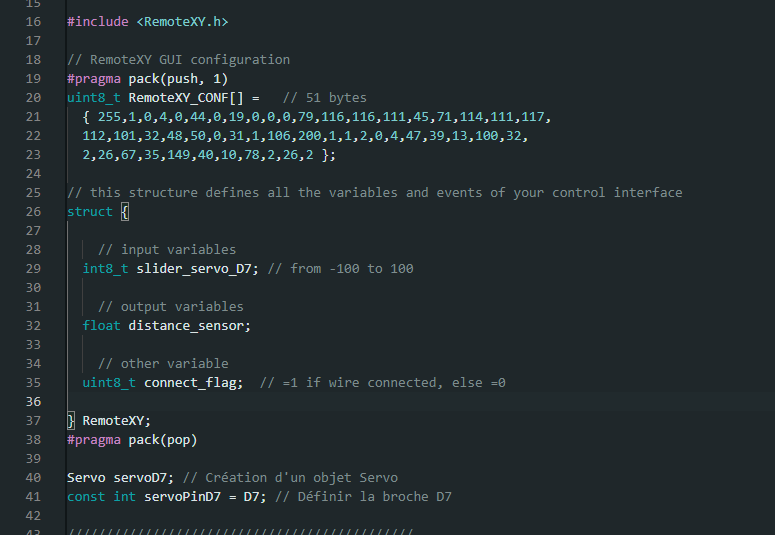 15
16 #include <RemoteXY.h>
17
18 // RemoteXY GUI configuration
19 #pragma pack(push, 1)
20 uint8_t RemoteXY_CONF[] =   // 51 bytes
21   { 255,1,0,4,0,44,0,19,0,0,0,79,116,116,111,45,71,114,111,117,
22   112,101,32,48,50,0,31,1,106,200,1,1,2,0,4,47,39,13,100,32,
23   2,26,67,35,149,40,10,78,2,26,2 };
24
25 // this structure defines all the variables and events of your control interface
26 struct {
27
28     // input variables
29   int8_t slider_servo_D7; // from -100 to 100
30
31     // output variables
32   float distance_sensor;
33
34     // other variable
35   uint8_t connect_flag;  // =1 if wire connected, else =0
36
37 } RemoteXY;
38 #pragma pack(pop)
39
40 Servo servoD7; // Création d'un objet Servo
41 const int servoPinD7 = D7; // Définir la broche D7
42
43 /////////////////////////////////////////////